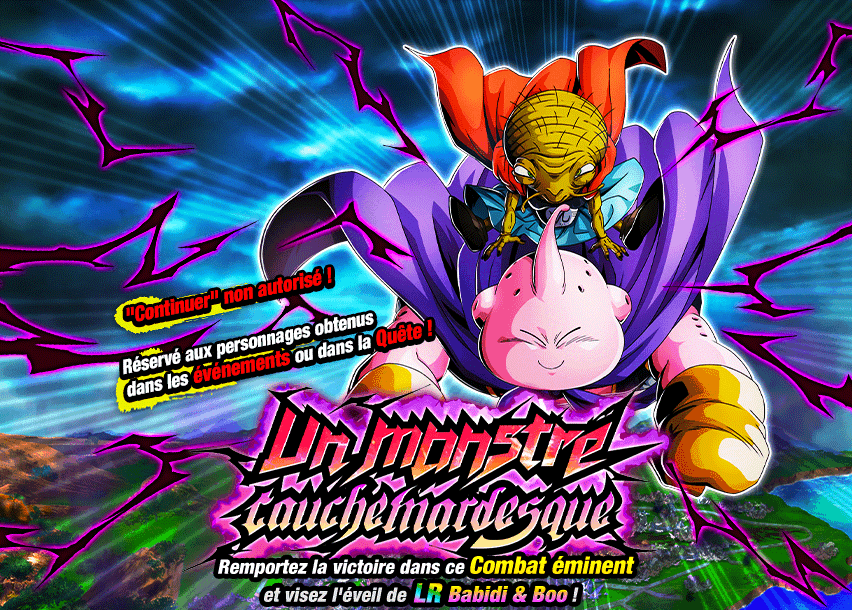 "Continuer" non autorisé !
Réservé aux personnages obtenus
dans les événements ou dans la Quête !
Un monstre
cauchemardesque
Remportez la victoire dans ce Combat éminent
et visez l'éveil de LR Babidi & Boo !